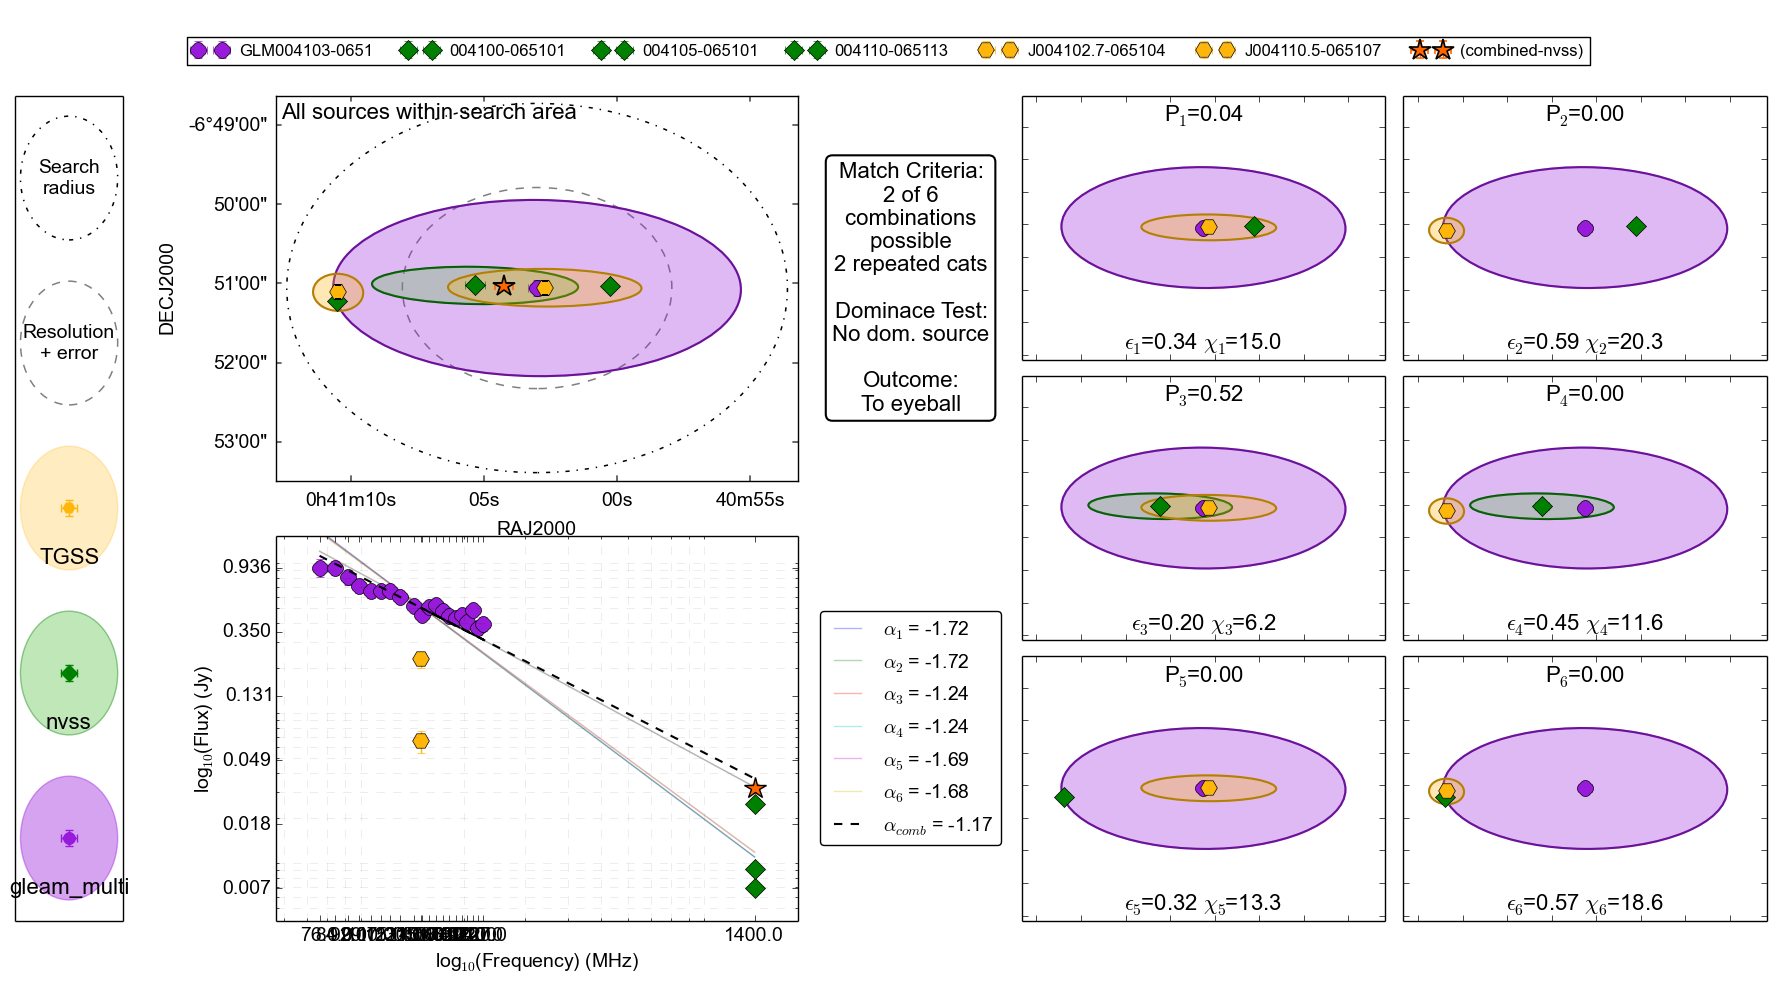 GLM004103-0651 004100-065101 004105-065101 004110-065113 J004102.7-065104 J004110.5-065107 (combined-nvss)
Search
radius
Resolution
+ error
TGSS
nvss
gleam_multi
All sources within search area
-6°49'00"
50'00"
51'00"
52'00"
53'00"
DECJ2000
0h41m10s 05s 00s 40m55s
RAJ2000
Match Criteria:
2 of 6
combinations
possible
2 repeated cats
Dominace Test:
No dom. source
Outcome:
To eyeball
0.936
0.350
0.131
0.049
0.018
0.007
log10(Flux) (Jy)
1400.0
log10(Frequency) (MHz)
α1 = -1.72
α2 = -1.72
α3 = -1.24
α4 = -1.24
α5 = -1.69
α6 = -1.68
αcomb = -1.17
P1=0.04
ϵ1=0.34 χ1=15.0
P2=0.00
ϵ2=0.59 χ2=20.3
P3=0.52
ϵ3=0.20 χ3=6.2
P4=0.00
ϵ4=0.45 χ4=11.6
P5=0.00
ϵ5=0.32 χ5=13.3
P6=0.00
ϵ6=0.57 χ6=18.6